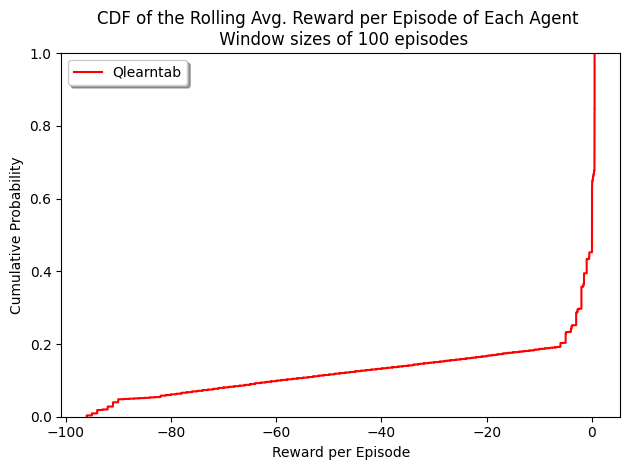 CDF of the Rolling Avg. Reward per Episode of Each Agent
Window sizes of 100 episodes
Qlearntab
Cumulative Probability
1.0
0.8
0.6
0.4
0.2
0.0
−100 −80 −60 −40 −20 0
Reward per Episode